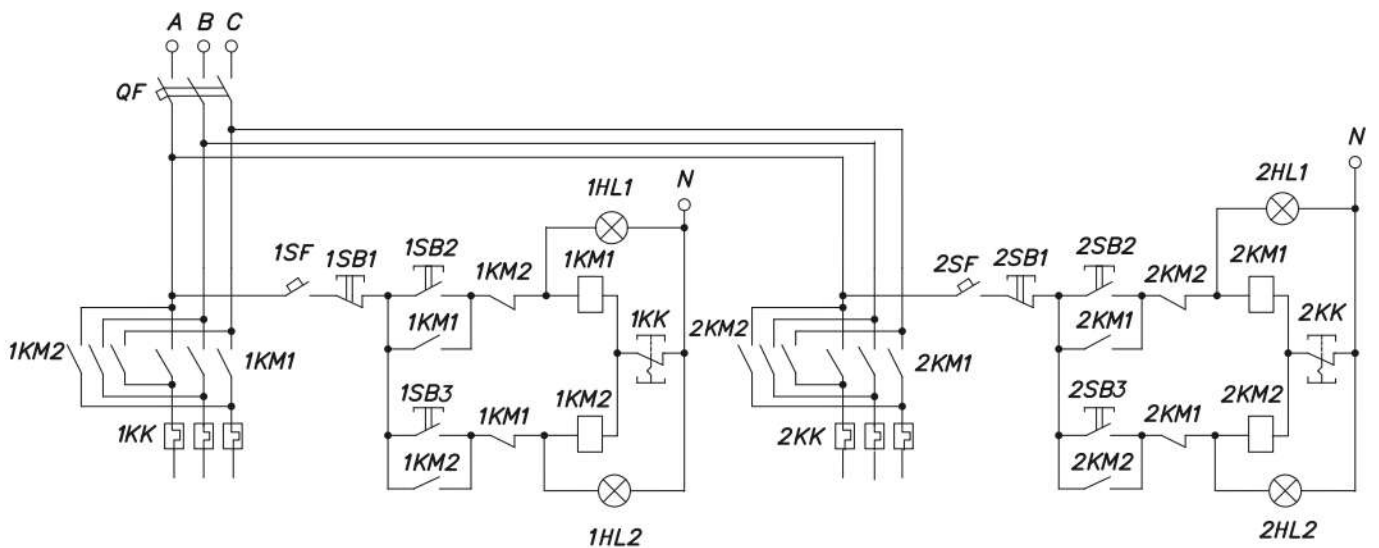 A B C
QF
N
1HL1
N
2HL1
1SF 1SB1 1SB2 1KM2 1KM1
2SF 2SB1 2SB2 2KM2 2KM1
1KM1 1KK
2KM1 2KK
1KM2 1KM1
2KM2 2KM1
1SB3 1KM1 1KM2
2SB3 2KM1 2KM2
1KK
2KK
1KM2
2KM2
1HL2
2HL2